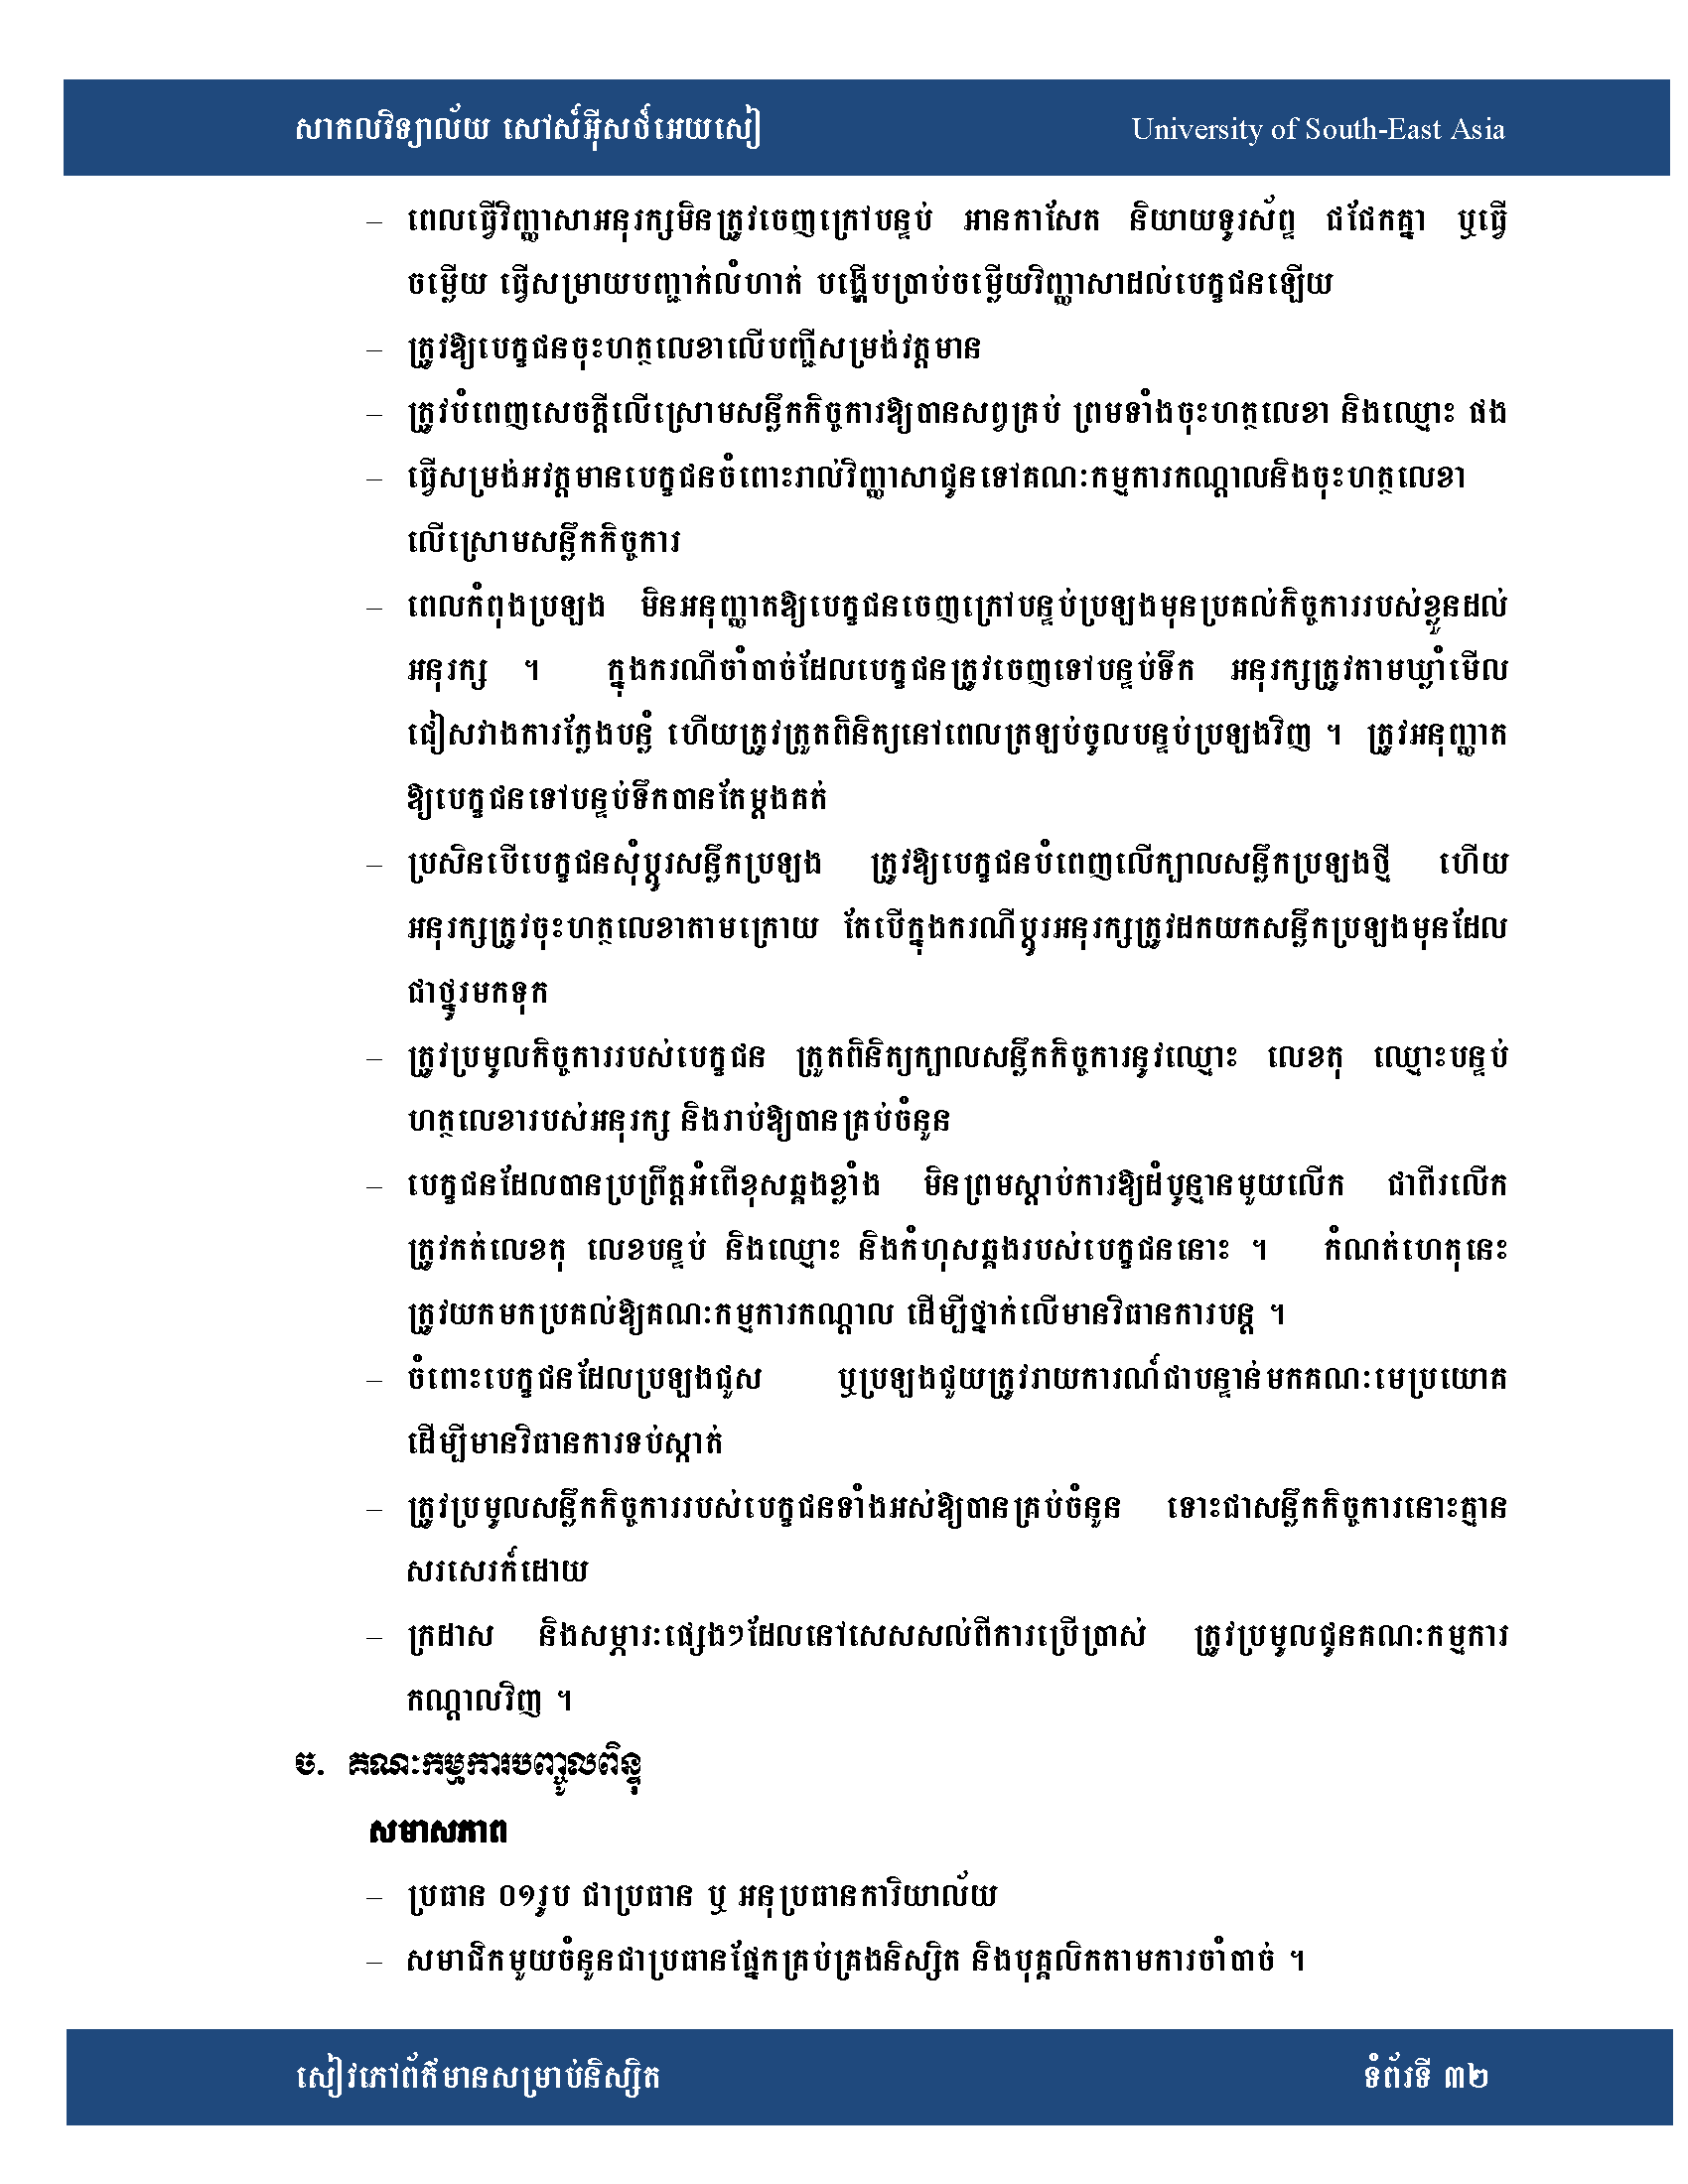 សាកលវិទ្យាល័យ សៅស៍អ៊ីសថ៍អេយសៀ University of South-East Asia
– ពេលធ្វើវិញ្ញាសាអនុរក្សមិនត្រូវចេញក្រៅបន្ទប់ អានកាសែត និយាយទូរស័ព្ទ ជជែកគ្នា ឬធ្វើ
ចម្លើយ ធ្វើសម្រាយបញ្ជាក់លំហាត់ បង្ហើបប្រាប់ចម្លើយវិញ្ញាសាដល់បេក្ខជនឡើយ
– ត្រូវឱ្យបេក្ខជនចុះហត្ថលេខាលើបញ្ជីសម្រង់វត្តមាន
– ត្រូវបំពេញសេចក្តីលើស្រោមសន្លឹកកិច្ចការឱ្យបានសព្វគ្រប់ ព្រមទាំងចុះហត្ថលេខា និងឈ្មោះ ផង
– ធ្វើសម្រង់អវត្តមានបេក្ខជនចំពោះរាល់វិញ្ញាសាជូនទៅគណៈកម្មការកណ្តាលនិងចុះហត្ថលេខា
លើស្រោមសន្លឹកកិច្ចការ
– ពេលកំពុងប្រឡង មិនអនុញ្ញាតឱ្យបេក្ខជនចេញក្រៅបន្ទប់ប្រឡងមុនប្រគល់កិច្ចការរបស់ខ្លួនដល់
អនុរក្ស ។ ក្នុងករណីចាំបាច់ដែលបេក្ខជនត្រូវចេញទៅបន្ទប់ទឹក អនុរក្សត្រូវតាមឃ្លាំមើល
ជៀសវាងការក្លែងបន្លំ ហើយត្រូវត្រួតពិនិត្យនៅពេលត្រឡប់ចូលបន្ទប់ប្រឡងវិញ ។ ត្រូវអនុញ្ញាត
ឱ្យបេក្ខជនទៅបន្ទប់ទឹកបានតែម្តងគត់
– ប្រសិនបើបេក្ខជនសុំប្តូរសន្លឹកប្រឡង ត្រូវឱ្យបេក្ខជនបំពេញលើក្បាលសន្លឹកប្រឡងថ្មី ហើយ
អនុរក្សត្រូវចុះហត្ថលេខាតាមក្រោយ តែបើក្នុងករណីប្តូរអនុរក្សត្រូវដកយកសន្លឹកប្រឡងមុនដែល
ជាថ្នូរមកទុក
– ត្រូវប្រមូលកិច្ចការរបស់បេក្ខជន ត្រួតពិនិត្យក្បាលសន្លឹកកិច្ចការនូវឈ្មោះ លេខតុ ឈ្មោះបន្ទប់
ហត្ថលេខារបស់អនុរក្ស និងរាប់ឱ្យបានគ្រប់ចំនួន
– បេក្ខជនដែលបានប្រព្រឹត្តអំពើខុសឆ្គងខ្លាំង មិនព្រមស្តាប់ការឱ្យដំបូន្មានមួយលើក ជាពីរលើក
ត្រូវកត់លេខតុ លេខបន្ទប់ និងឈ្មោះ និងកំហុសឆ្គងរបស់បេក្ខជននោះ ។ កំណត់ហេតុនេះ
ត្រូវយកមកប្រគល់ឱ្យគណៈកម្មការកណ្តាល ដើម្បីថ្នាក់លើមានវិធានការបន្ត ។
– ចំពោះបេក្ខជនដែលប្រឡងជួស ឬប្រឡងជួយត្រូវរាយការណ៍ជាបន្ទាន់មកគណៈមេប្រយោគ
ដើម្បីមានវិធានការទប់ស្កាត់
– ត្រូវប្រមូលសន្លឹកកិច្ចការរបស់បេក្ខជនទាំងអស់ឱ្យបានគ្រប់ចំនួន ទោះជាសន្លឹកកិច្ចការនោះគ្មាន
សរសេរក៏ដោយ
– ក្រដាស និងសម្ភារៈផ្សេងៗដែលនៅសេសសល់ពីការប្រើប្រាស់ ត្រូវប្រមូលជូនគណៈកម្មការ
កណ្តាលវិញ ។
ច. គណៈកម្មការបញ្ចូលពិន្ទុ
សមាសភាព
– ប្រធាន ០១រូប ជាប្រធាន ឬ អនុប្រធានការិយាល័យ
– សមាជិកមួយចំនួនជាប្រធានផ្នែកគ្រប់គ្រងនិស្សិត និងបុគ្គលិកតាមការចាំបាច់ ។
សៀវភៅព័ត៌មានសម្រាប់និស្សិត ទំព័រទី ៣២